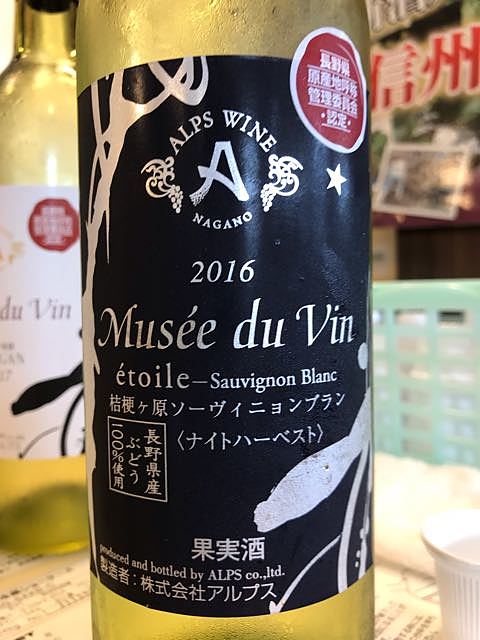 長野県
原産地呼称
管理委員会
・認定・
信州
ALPS WINE
A
NAGANO
2016
Musée du Vin
étoile–Sauvignon Blanc
桔梗ヶ原ソーヴィニョンブラン
〈ナイトハーベスト〉
長野県産
ぶどう
100%使用
果実酒
produced and bottled by ALPS co.,ltd.
製造者：株式会社アルプス
du Vin